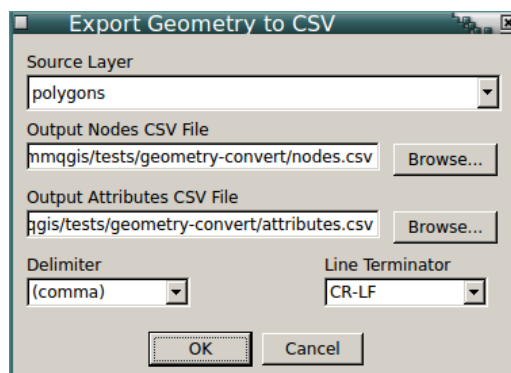 Export Geometry to CSV
Source Layer
polygons
Output Nodes CSV File
mmqgis/tests/geometry-convert/nodes.csv
Browse...
Output Attributes CSV File
qgis/tests/geometry-convert/attributes.csv
Browse...
Delimiter Line Terminator
(comma) CR-LF
OK Cancel